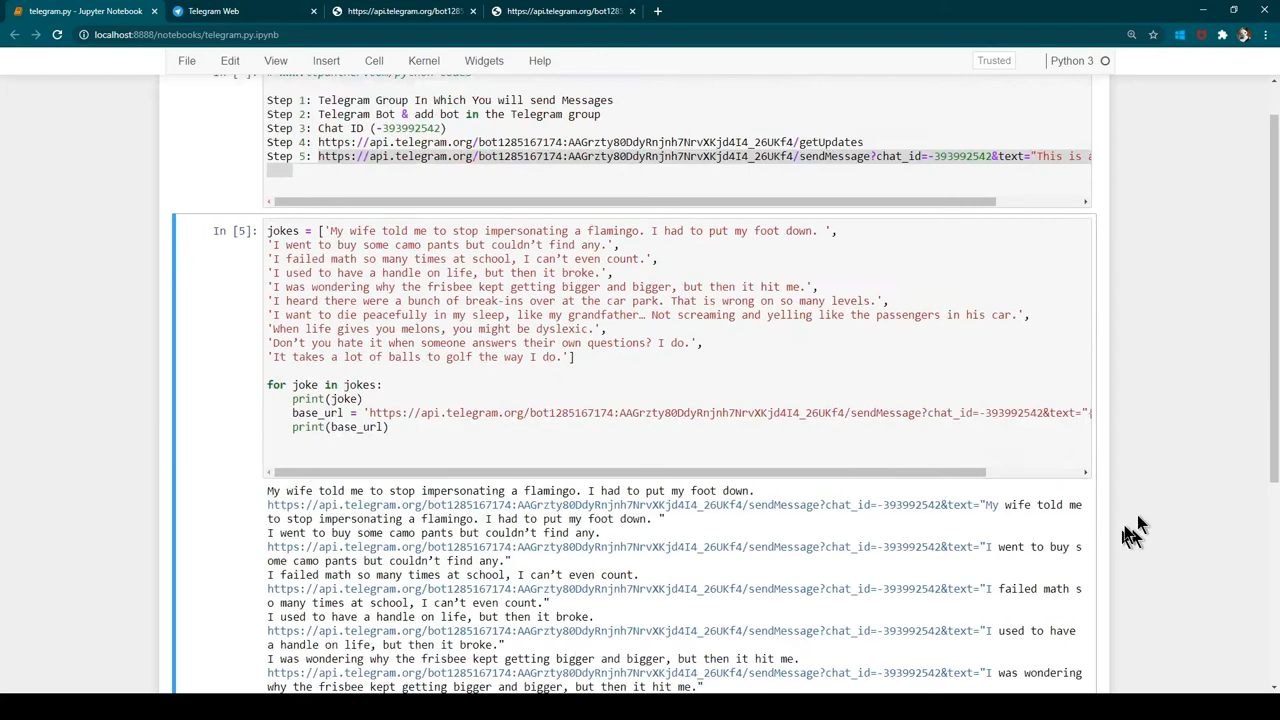 telegram.py - Jupyter Notebook
Telegram Web
https://api.telegram.org/bot1285
https://api.telegram.org/bot1285
localhost:8888/notebooks/telegram.py.ipynb
File Edit View Insert Cell Kernel Widgets Help Trusted Python 3
Step 1: Telegram Group In Which You will send Messages
Step 2: Telegram Bot & add bot in the Telegram group
Step 3: Chat ID (-393992542)
Step 4: https://api.telegram.org/bot1285167174:AAGrzty80DdyRnjnh7NrvXKjd4I4_26UKf4/getUpdates
Step 5: https://api.telegram.org/bot1285167174:AAGrzty80DdyRnjnh7NrvXKjd4I4_26UKf4/sendMessage?chat_id=-393992542&text="This is a
In [5]: jokes = ['My wife told me to stop impersonating a flamingo. I had to put my foot down. ',
'I went to buy some camo pants but couldn’t find any.',
'I failed math so many times at school, I can’t even count.',
'I used to have a handle on life, but then it broke.',
'I was wondering why the frisbee kept getting bigger and bigger, but then it hit me.',
'I heard there were a bunch of break-ins over at the car park. That is wrong on so many levels.',
'I want to die peacefully in my sleep, like my grandfather… Not screaming and yelling like the passengers in his car.',
'When life gives you melons, you might be dyslexic.',
'Don’t you hate it when someone answers their own questions? I do.',
'It takes a lot of balls to golf the way I do.']
for joke in jokes:
print(joke)
base_url = 'https://api.telegram.org/bot1285167174:AAGrzty80DdyRnjnh7NrvXKjd4I4_26UKf4/sendMessage?chat_id=-393992542&text="
print(base_url)
My wife told me to stop impersonating a flamingo. I had to put my foot down.
https://api.telegram.org/bot1285167174:AAGrzty80DdyRnjnh7NrvXKjd4I4_26UKf4/sendMessage?chat_id=-393992542&text="My wife told me
to stop impersonating a flamingo. I had to put my foot down. "
I went to buy some camo pants but couldn’t find any.
https://api.telegram.org/bot1285167174:AAGrzty80DdyRnjnh7NrvXKjd4I4_26UKf4/sendMessage?chat_id=-393992542&text="I went to buy s
ome camo pants but couldn’t find any."
I failed math so many times at school, I can’t even count.
https://api.telegram.org/bot1285167174:AAGrzty80DdyRnjnh7NrvXKjd4I4_26UKf4/sendMessage?chat_id=-393992542&text="I failed math s
o many times at school, I can’t even count."
I used to have a handle on life, but then it broke.
https://api.telegram.org/bot1285167174:AAGrzty80DdyRnjnh7NrvXKjd4I4_26UKf4/sendMessage?chat_id=-393992542&text="I used to have
a handle on life, but then it broke."
I was wondering why the frisbee kept getting bigger and bigger, but then it hit me.
https://api.telegram.org/bot1285167174:AAGrzty80DdyRnjnh7NrvXKjd4I4_26UKf4/sendMessage?chat_id=-393992542&text="I was wondering
why the frisbee kept getting bigger and bigger, but then it hit me."